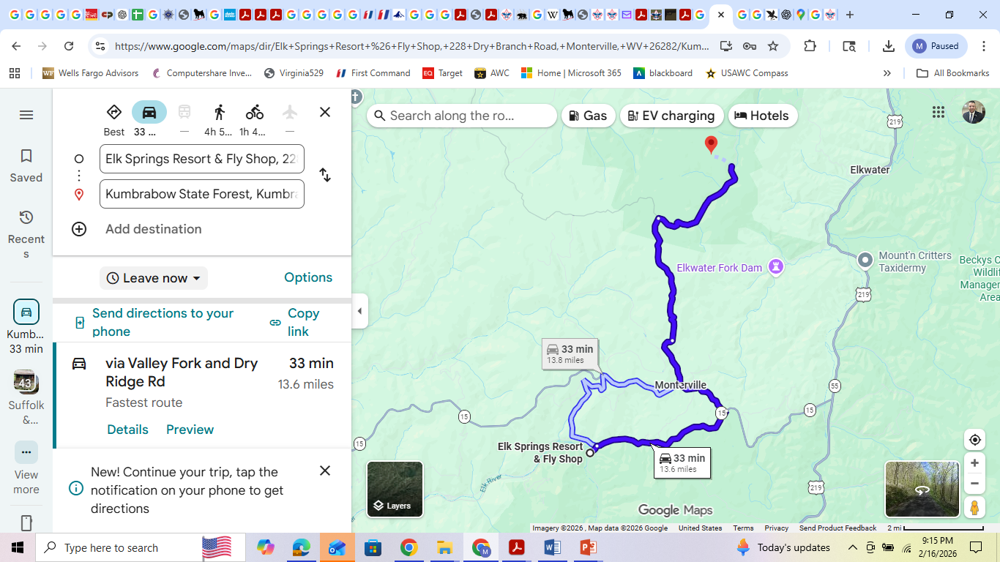 https://www.google.com/maps/dir/Elk+Springs+Resort+%26+Fly+Shop,+228+Dry+Branch+Road,+Monterville,+WV+26282/Kum...
M Paused
Wells Fargo Advisors
Computershare Inve...
Virginia529
First Command
EQ Target
AWC
Home | Microsoft 365
blackboard
USAWC Compass
All Bookmarks
Saved
Recent
s
Kumb...
33 min
43
Suffolk
&...
View
more
Best
33 ...
—
4h 5...
1h 4...
—
Elk Springs Resort & Fly Shop, 22
Kumbrabow State Forest, Kumbr
Add destination
Leave now
Options
Send directions to your
phone
Copy
link
via Valley Fork and Dry
Ridge Rd
33 min
13.6 miles
Fastest route
Details
Preview
New! Continue your trip, tap the
notification on your phone to get
directions
Search along the ro...
Gas
EV charging
Hotels
219
Elkwater
Mount'n Critters
Taxidermy
Elkwater Fork Dam
Beckys C
Wildli
Manager
Area
219
33 min
13.8 miles
Monterville
55
15
15
15
15
Elk Springs Resort
& Fly Shop
33 min
13.6 miles
Elk River
219
Layers
Google Maps
Imagery ©2026 , Map data ©2026 Google
United States
Terms
Privacy
Send Product Feedback
2 mi
Type here to search
Today's updates
9:15 PM
2/16/2026